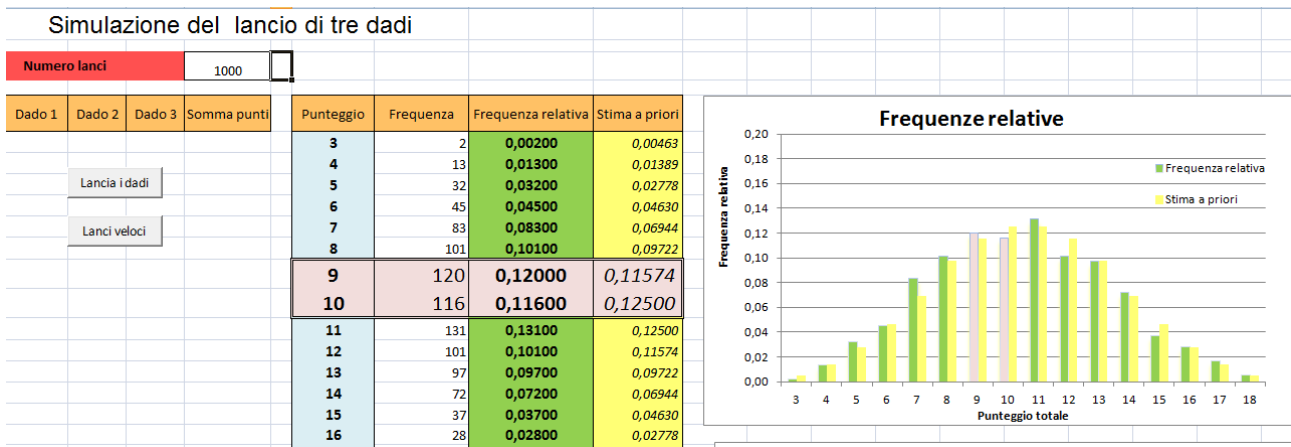 Simulazione del lancio di tre dadi
Numero lanci 1000
Dado 1 Dado 2 Dado 3 Somma punti
Lancia i dadi
Lanci veloci
Punteggio Frequenza Frequenza relativa Stima a priori
3 2 0,00200 0,00463
4 13 0,01300 0,01389
5 32 0,03200 0,02778
6 45 0,04500 0,04630
7 83 0,08300 0,06944
8 101 0,10100 0,09722
9 120 0,12000 0,11574
10 116 0,11600 0,12500
11 131 0,13100 0,12500
12 101 0,10100 0,11574
13 97 0,09700 0,09722
14 72 0,07200 0,06944
15 37 0,03700 0,04630
16 28 0,02800 0,02778
Frequenze relative
Frequenza relativa
0,20
0,18
0,16
0,14
0,12
0,10
0,08
0,06
0,04
0,02
0,00
Frequenza relativa
Stima a priori
3 4 5 6 7 8 9 10 11 12 13 14 15 16 17 18
Punteggio totale